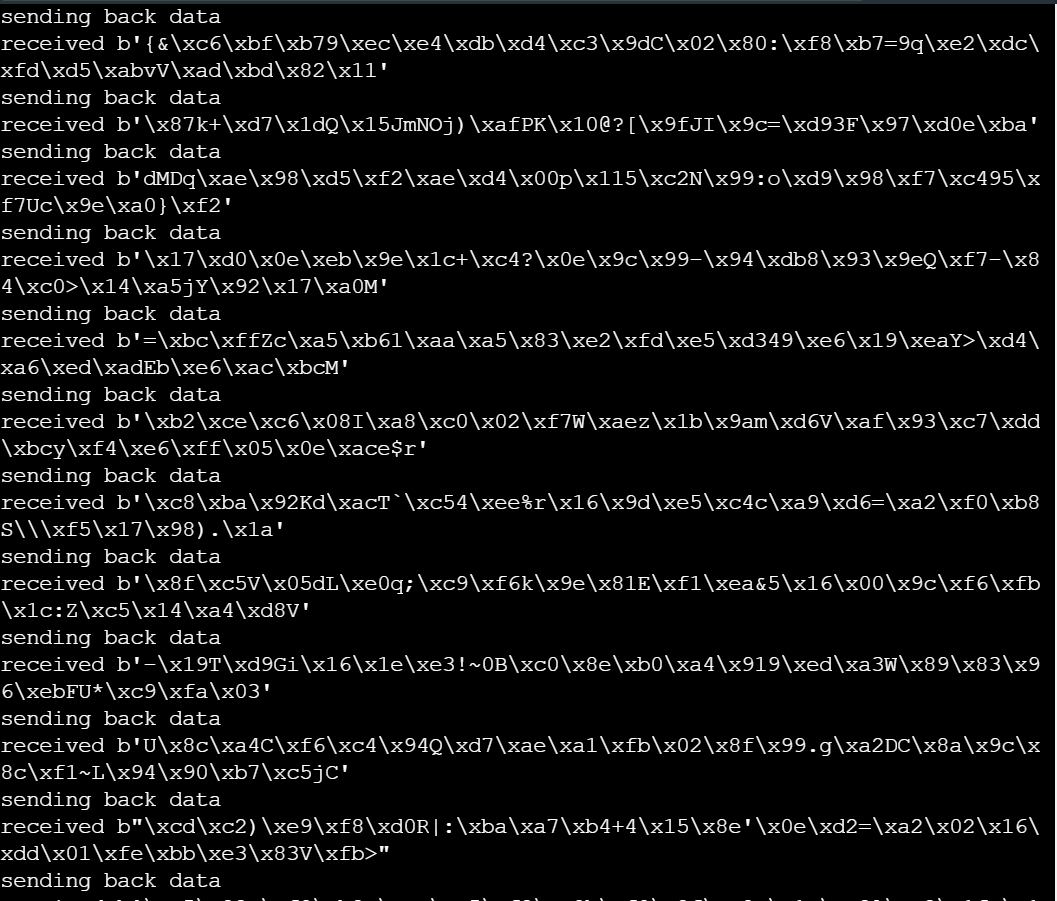 sending back data
received b'{&\xc6\xbf\xb79\xec\xe4\xdb\xd4\xc3\x9dC\x02\x80:\xf8\xb7=9q\xe2\xdc\
xfd\xd5\xabvV\xad\xbd\x82\x11'
sending back data
received b'\x87k+\xd7\x1dQ\x15JmNOj)\xafPK\x10@?[\x9fJI\x9c=\xd93F\x97\xd0e\xba'
sending back data
received b'dMDq\xae\x98\xd5\xf2\xae\xd4\x00p\x115\xc2N\x99:o\xd9\x98\xf7\xc495\x
f7Uc\x9e\xa0}\xf2'
sending back data
received b'\x17\xd0\x0e\xeb\x9e\x1c+\xc4?\x0e\x9c\x99-\x94\xdb8\x93\x9eQ\xf7-\x8
4\xc0>\x14\xa5jY\x92\x17\xa0M'
sending back data
received b'=\xbc\xffZc\xa5\xb61\xaa\xa5\x83\xe2\xfd\xe5\xd349\xe6\x19\xeaY>\xd4\
xa6\xed\xadEb\xe6\xac\xbcM'
sending back data
received b'\xb2\xce\xc6\x08I\xa8\xc0\x02\xf7W\xaez\x1b\x9am\xd6V\xaf\x93\xc7\xdd
\xbcy\xf4\xe6\xff\x05\x0e\xace$r'
sending back data
received b'\xc8\xba\x92Kd\xacT`\xc54\xee%r\x16\x9d\xe5\xc4c\xa9\xd6=\xa2\xf0\xb8
S\\\xf5\x17\x98).\x1a'
sending back data
received b'\x8f\xc5V\x05dL\xe0q;\xc9\xf6k\x9e\x81E\xf1\xea&5\x16\x00\x9c\xf6\xfb
\x1c:Z\xc5\x14\xa4\xd8V'
sending back data
received b'-\x19T\xd9Gi\x16\x1e\xe3!~0B\xc0\x8e\xb0\xa4\x919\xed\xa3W\x89\x83\x9
6\xebFU*\xc9\xfa\x03'
sending back data
received b'U\x8c\xa4C\xf6\xc4\x94Q\xd7\xae\xa1\xfb\x02\x8f\x99.g\xa2DC\x8a\x9c\x
8c\xf1~L\x94\x90\xb7\xc5jC'
sending back data
received b"\xcd\xc2)\xe9\xf8\xd0R|:\xba\xa7\xb4+4\x15\x8e'\x0e\xd2=\xa2\x02\x16\
xdd\x01\xfe\xbb\xe3\x83V\xfb>"
sending back data